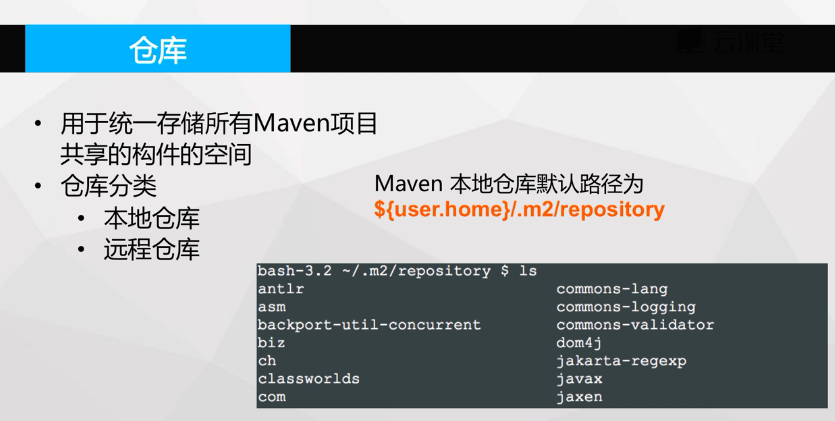 仓库
云课堂
• 用于统一存储所有Maven项目
共享的构件的空间
• 仓库分类
• 本地仓库
• 远程仓库
Maven 本地仓库默认路径为
${user.home}/.m2/repository
bash-3.2 ~/.m2/repository $ ls
antlr commons-lang
asm commons-logging
backport-util-concurrent commons-validator
biz dom4j
ch jakarta-regexp
classworlds javax
com jaxen